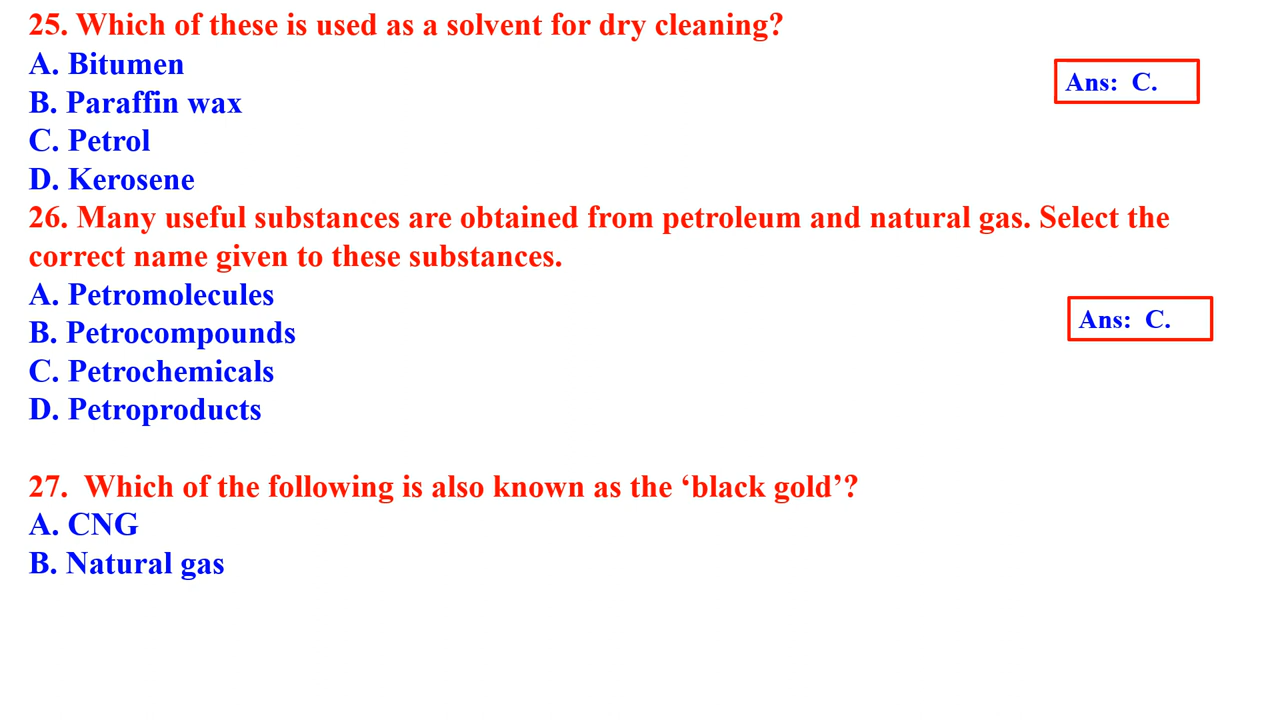 25. Which of these is used as a solvent for dry cleaning?
A. Bitumen
Ans: C.
B. Paraffin wax
C. Petrol
D. Kerosene
26. Many useful substances are obtained from petroleum and natural gas. Select the
correct name given to these substances.
A. Petromolecules
Ans: C.
B. Petrocompounds
C. Petrochemicals
D. Petroproducts
27. Which of the following is also known as the ‘black gold’?
A. CNG
B. Natural gas